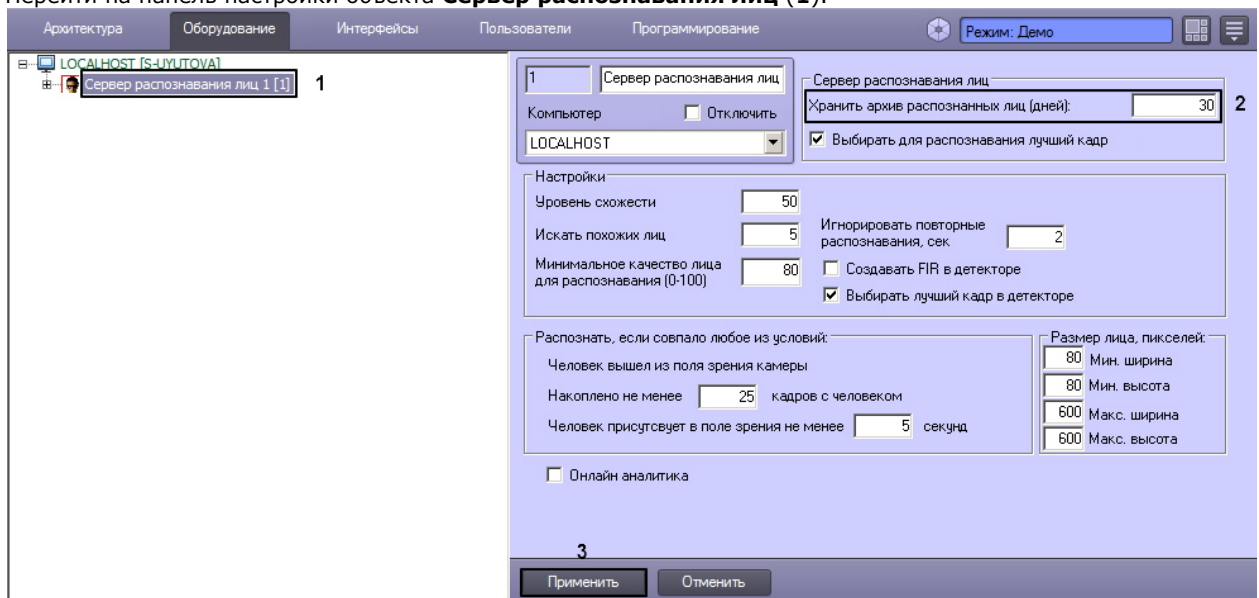 Перейти на панель настройки объекта Сервер распознавания лиц (1).
Архитектура Оборудование Интерфейсы Пользователи Программирование Режим: Демо
LOCALHOST [S-UYUTOVA]
Сервер распознавания лиц 1 [1] 1
1 Сервер распознавания лиц
Компьютер Отключить
LOCALHOST
Сервер распознавания лиц
Хранить архив распознанных лиц (дней): 30 2
Выбирать для распознавания лучший кадр
Настройки
Уровень схожести 50
Искать похожих лиц 5
Минимальное качество лица
для распознавания (0-100) 80
Игнорировать повторные
распознавания, сек 2
Создавать FIR в детекторе
Выбирать лучший кадр в детекторе
Распознать, если совпало любое из условий:
Человек вышел из поля зрения камеры
Накоплено не менее 25 кадров с человеком
Человек присутсвует в поле зрения не менее 5 секунд
Размер лица, пикселей:
80 Мин. ширина
80 Мин. высота
600 Макс. ширина
600 Макс. высота
Онлайн аналитика
3
Применить Отменить